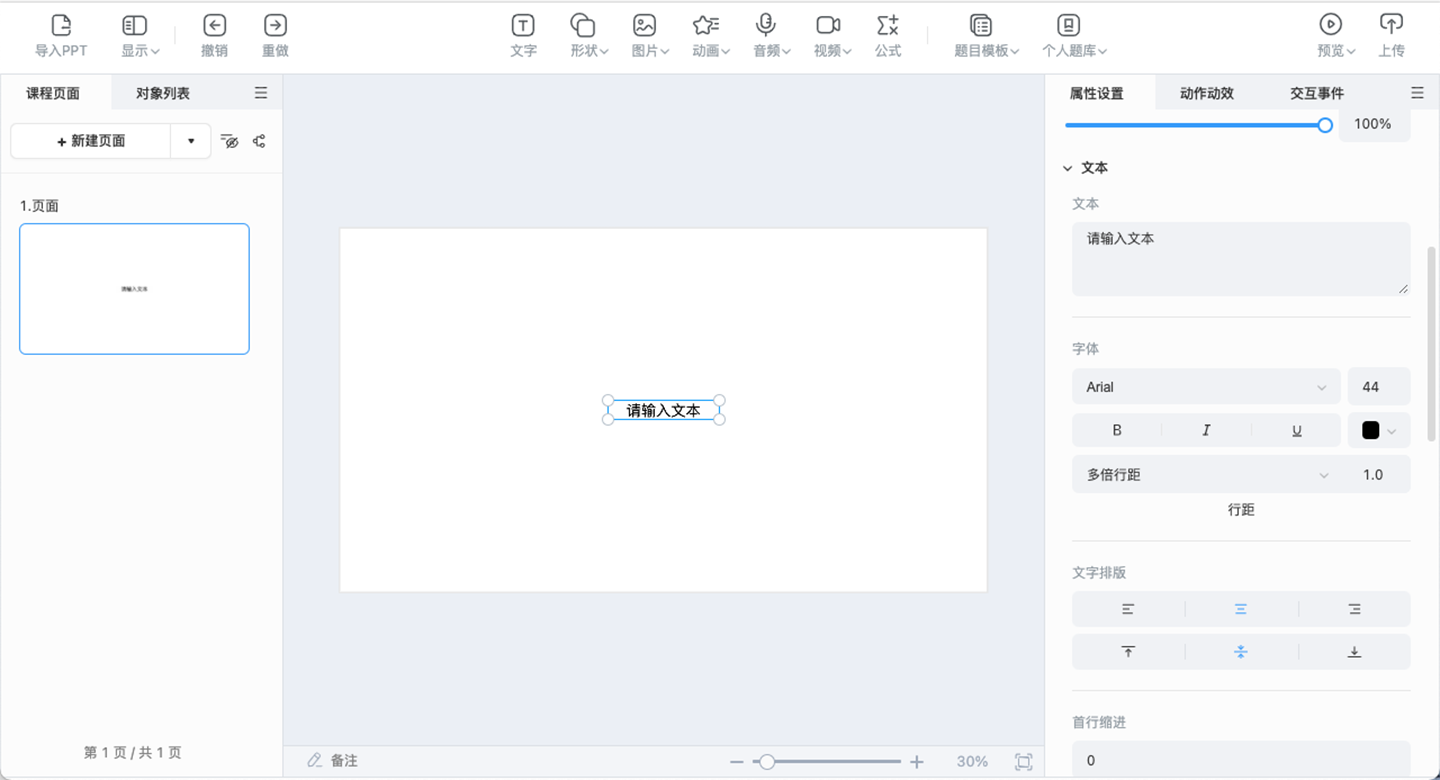 导入PPT 显示 撤销 重做 文字 形状 图片 动画 音频 视频 公式 题目模板 个人题库 预览 上传
课程页面 对象列表
+ 新建页面
1.页面
请输入文本
第 1 页 / 共 1 页
请输入文本
备注 30%
属性设置 动作动效 交互事件
100%
文本
文本
请输入文本
字体
Arial 44
B I U
多倍行距 1.0
行距
文字排版
首行缩进
0